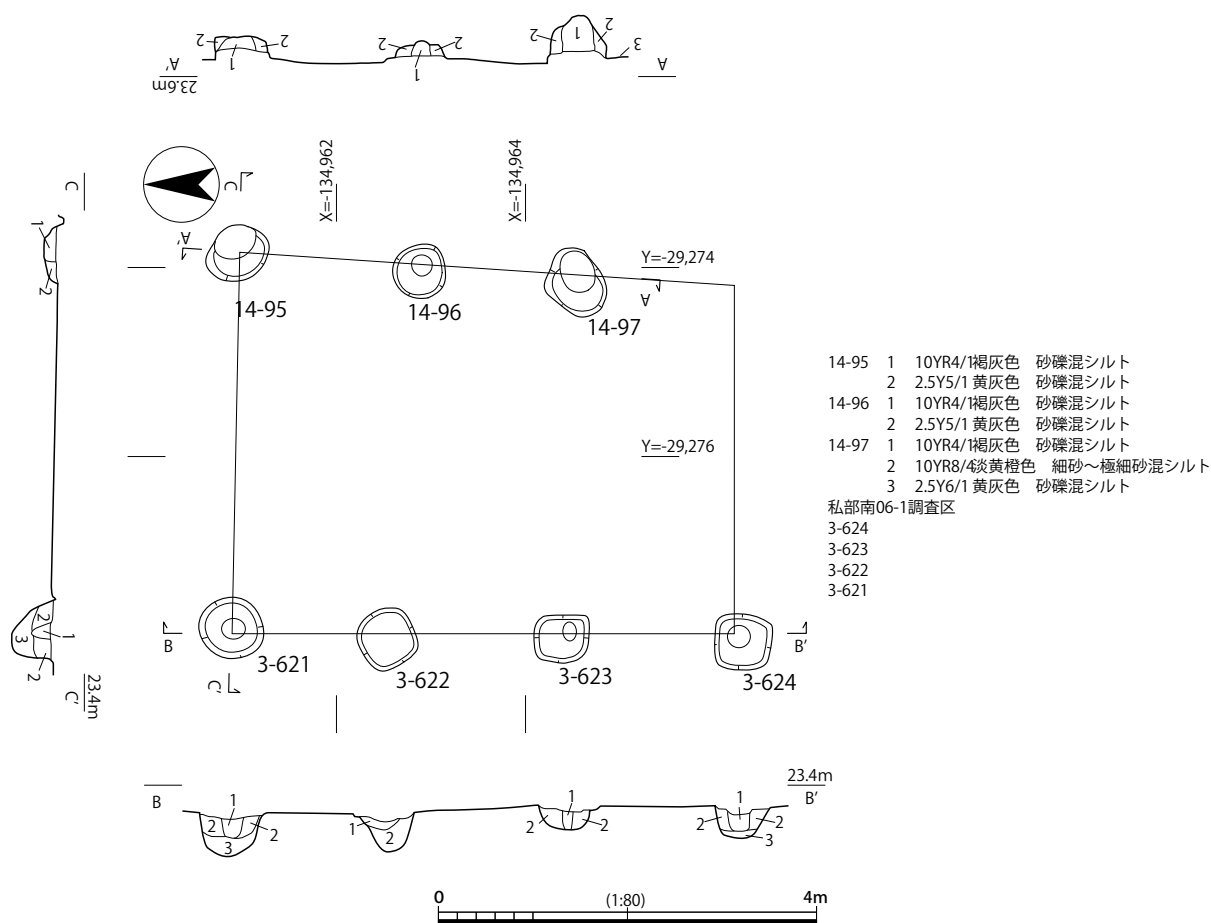 2 1 2
2 1 2
2 1 2 3
A' 23.6m
A
X=-134,962
X=-134,964
C
C
A'
1
2
Y=-29,274
A
14-95
14-96
14-97
Y=-29,276
14-95 1 10YR4/1褐灰色 砂礫混シルト
2 2.5Y5/1 黄灰色 砂礫混シルト
14-96 1 10YR4/1褐灰色 砂礫混シルト
2 2.5Y5/1 黄灰色 砂礫混シルト
14-97 1 10YR4/1褐灰色 砂礫混シルト
2 10YR8/4淡黄橙色 細砂～極細砂混シルト
3 2.5Y6/1 黄灰色 砂礫混シルト
私部南06-1調査区
3-624
3-623
3-622
3-621
3 2 1 2
C' 23.4m
B
B'
3-621
3-622
3-623
3-624
C'
B
23.4m
B'
1 2 2 3
1 2
1 2 2
1 2 2 3
0 (1:80) 4m